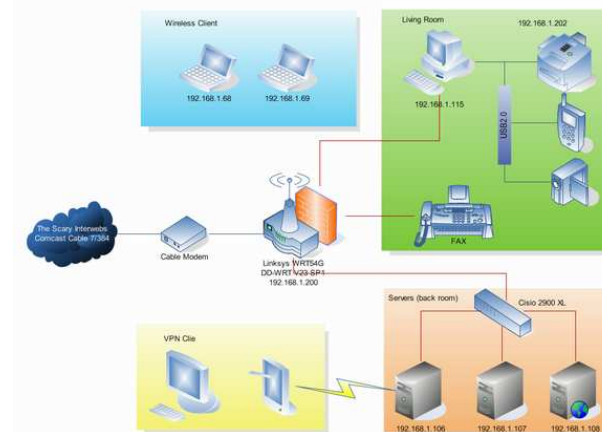 Wireless Client
192.168.1.68
192.168.1.69
Living Room
192.168.1.202
192.168.1.115
USB2.0
FAX
The Scary Interwebs
Comcast Cable 7/384
Cable Modem
Linksys WRT54G
DD-WRT V23 SP1
192.168.1.200
Servers (back room)
Cisio 2900 XL
192.168.1.106
192.168.1.107
192.168.1.108
VPN Clie